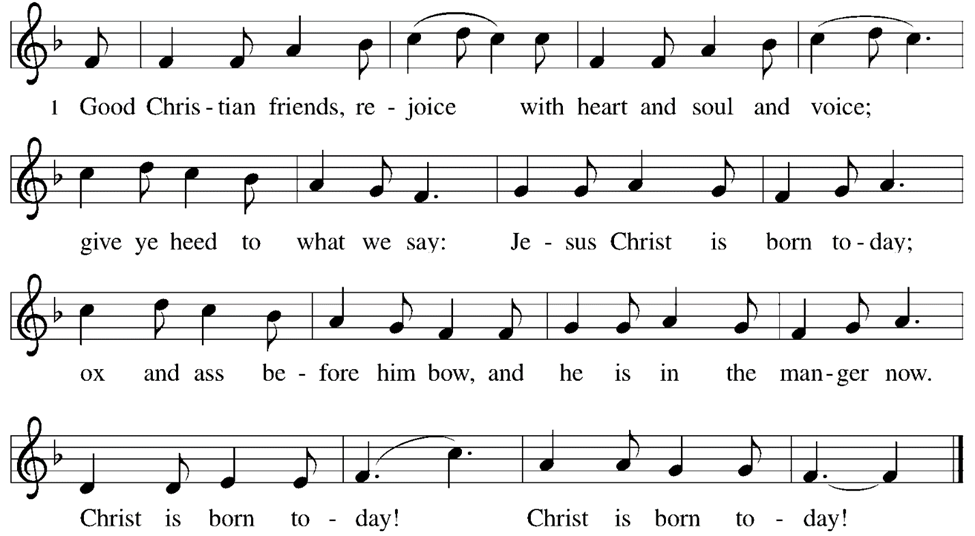 1 Good Chris - tian friends, re - joice with heart and soul and voice;
give ye heed to what we say: Je - sus Christ is born to - day;
ox and ass be - fore him bow, and he is in the man - ger now.
Christ is born to - day! Christ is born to - day!